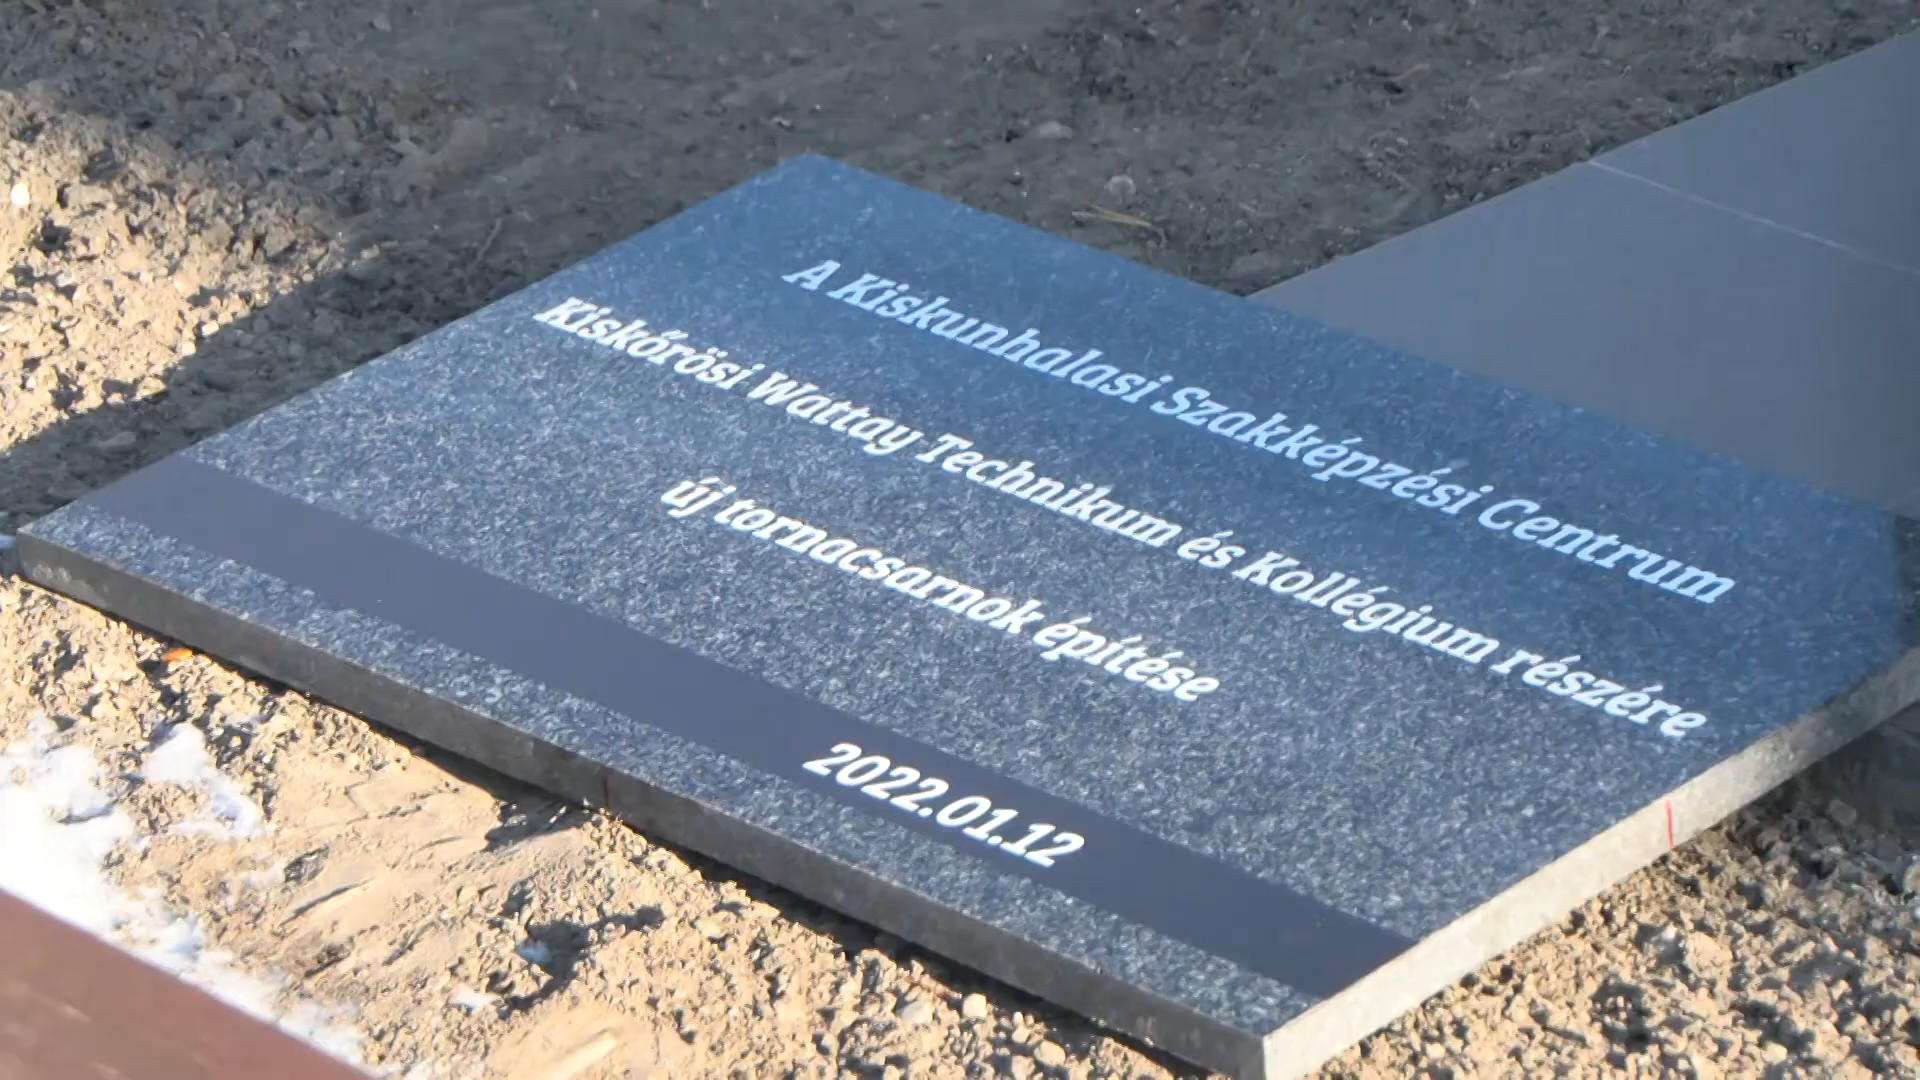 A Kiskunhalasi Szakképzési Centrum
Kiskőrösi Wattay Technikum és Kollégium részére
új tornacsarnok építése
2022.01.12